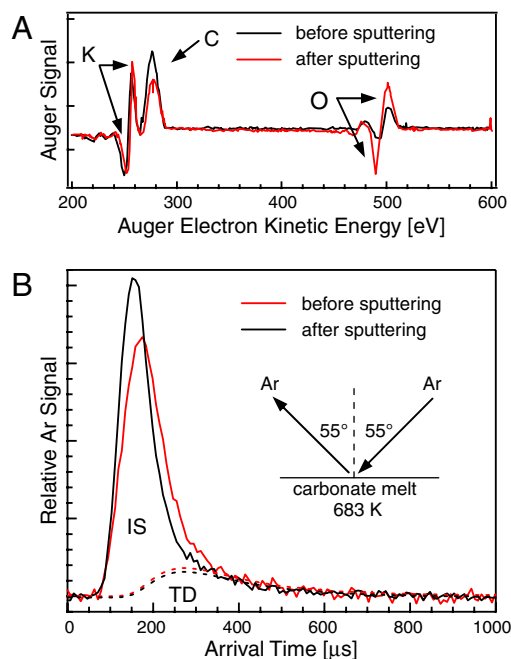 A
Auger Signal
K
C
O
before sputtering
after sputtering
200
300
400
500
600
Auger Electron Kinetic Energy [eV]
B
Relative Ar Signal
before sputtering
after sputtering
Ar
Ar
55°
55°
carbonate melt
683 K
IS
TD
0
200
400
600
800
1000
Arrival Time [µs]